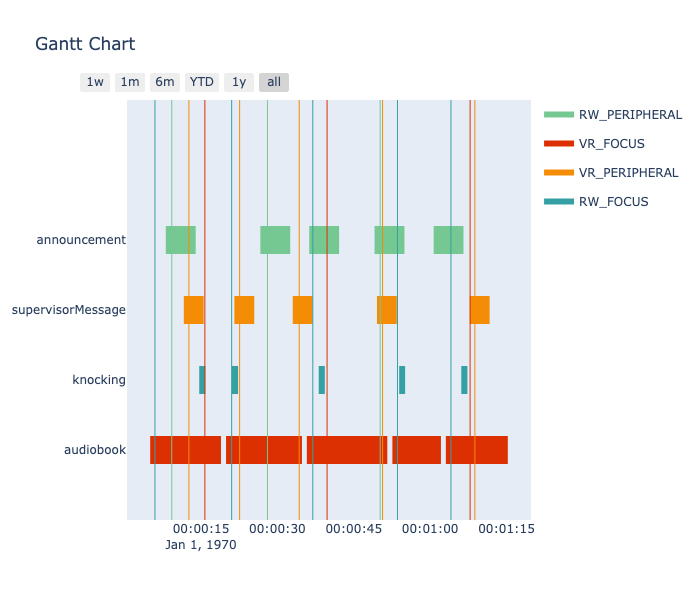 Gantt Chart
1w 1m 6m YTD 1y all
RW_PERIPHERAL
VR_FOCUS
VR_PERIPHERAL
RW_FOCUS
announcement
supervisorMessage
knocking
audiobook
00:00:15 00:00:30 00:00:45 00:01:00 00:01:15
Jan 1, 1970